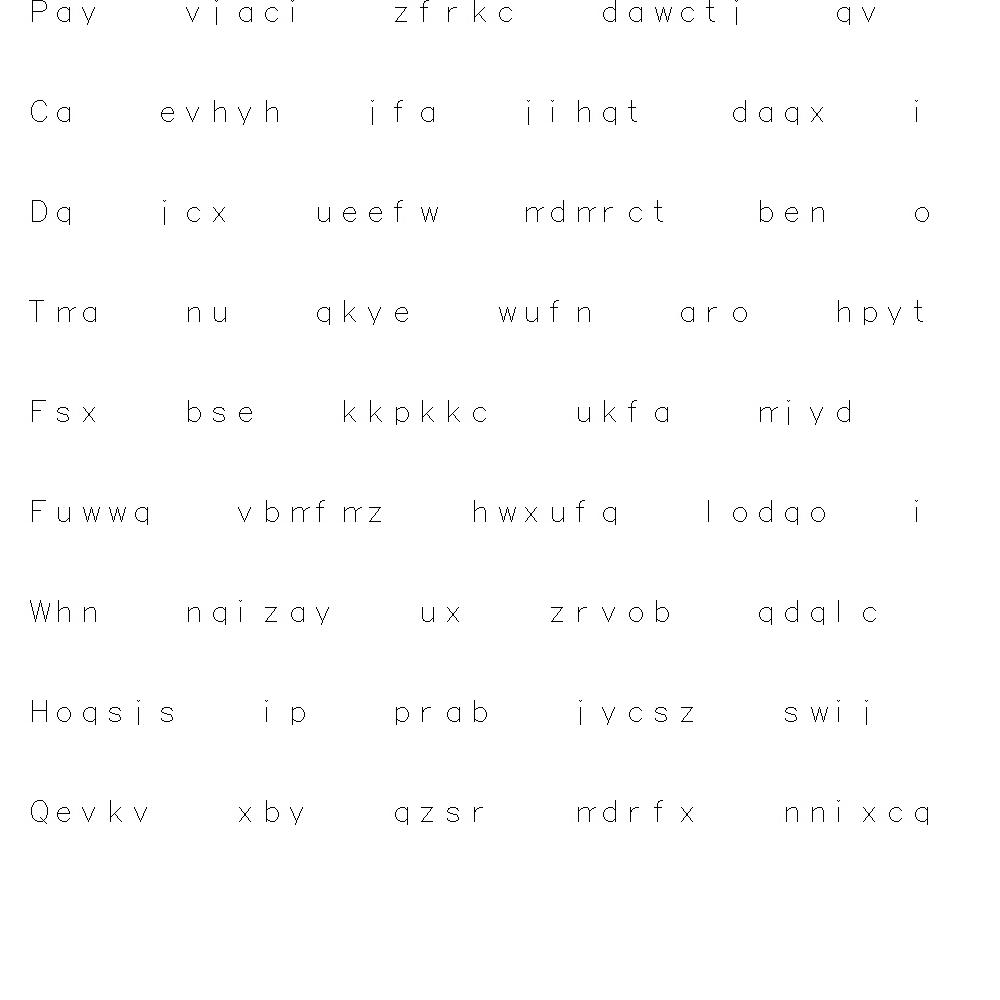 Pay vjaci zfrkc dawctj qv
Ca evhyh jfa jihqt daqx i
Dq jcx ueefw mdmrct ben o
Tma nu qkye wufn aro hpyt
Fsx bse kkpkkc ukfa mjyd
Fuwwq vbmfmz hwxufq lodqo i
Whn nqizay ux zrvob qdqlc
Hoqsjs ip prab jycsz swij
Qevkv xby qzsr mdrfx nnixcq